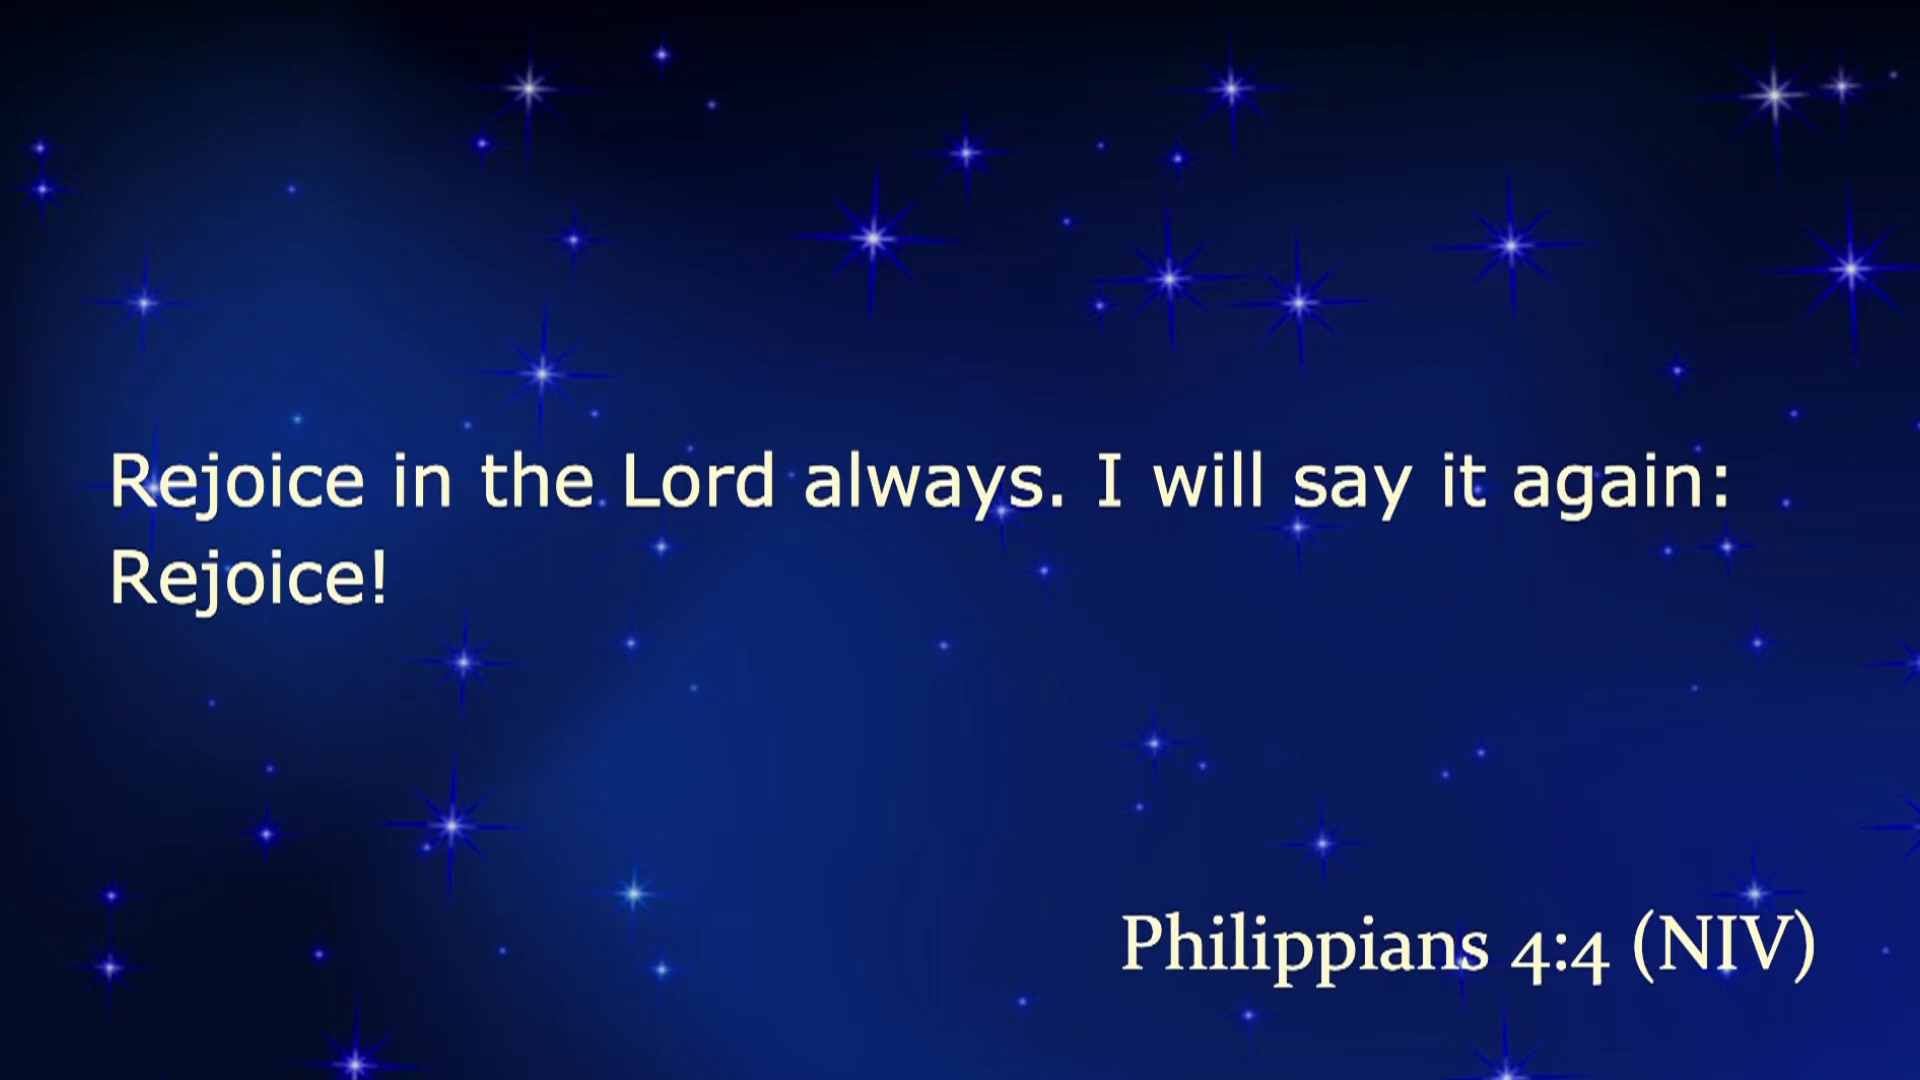 Rejoice in the Lord always. I will say it again:
Rejoice!
Philippians 4:4 (NIV)